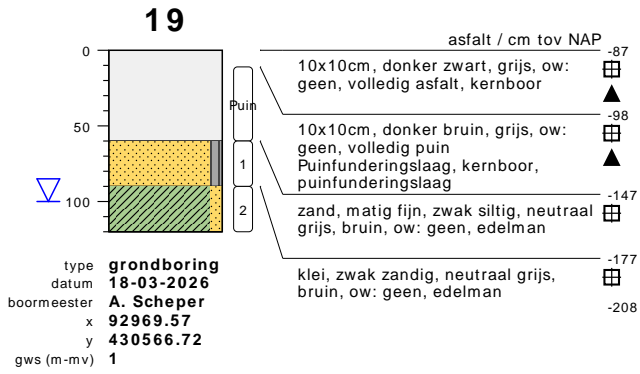 19
asfalt / cm tov NAP
0
50
100
Puin
1
2
-87
10x10cm, donker zwart, grijs, ow:
geen, volledig asfalt, kernboor
-98
10x10cm, donker bruin, grijs, ow:
geen, volledig puin
Puinfunderingslaag, kernboor,
puinfunderingslaag
-147
zand, matig fijn, zwak siltig, neutraal
grijs, bruin, ow: geen, edelman
-177
klei, zwak zandig, neutraal grijs,
bruin, ow: geen, edelman
-208
type grondboring
datum 18-03-2026
boormeester A. Scheper
x 92969.57
y 430566.72
gws (m-mv) 1